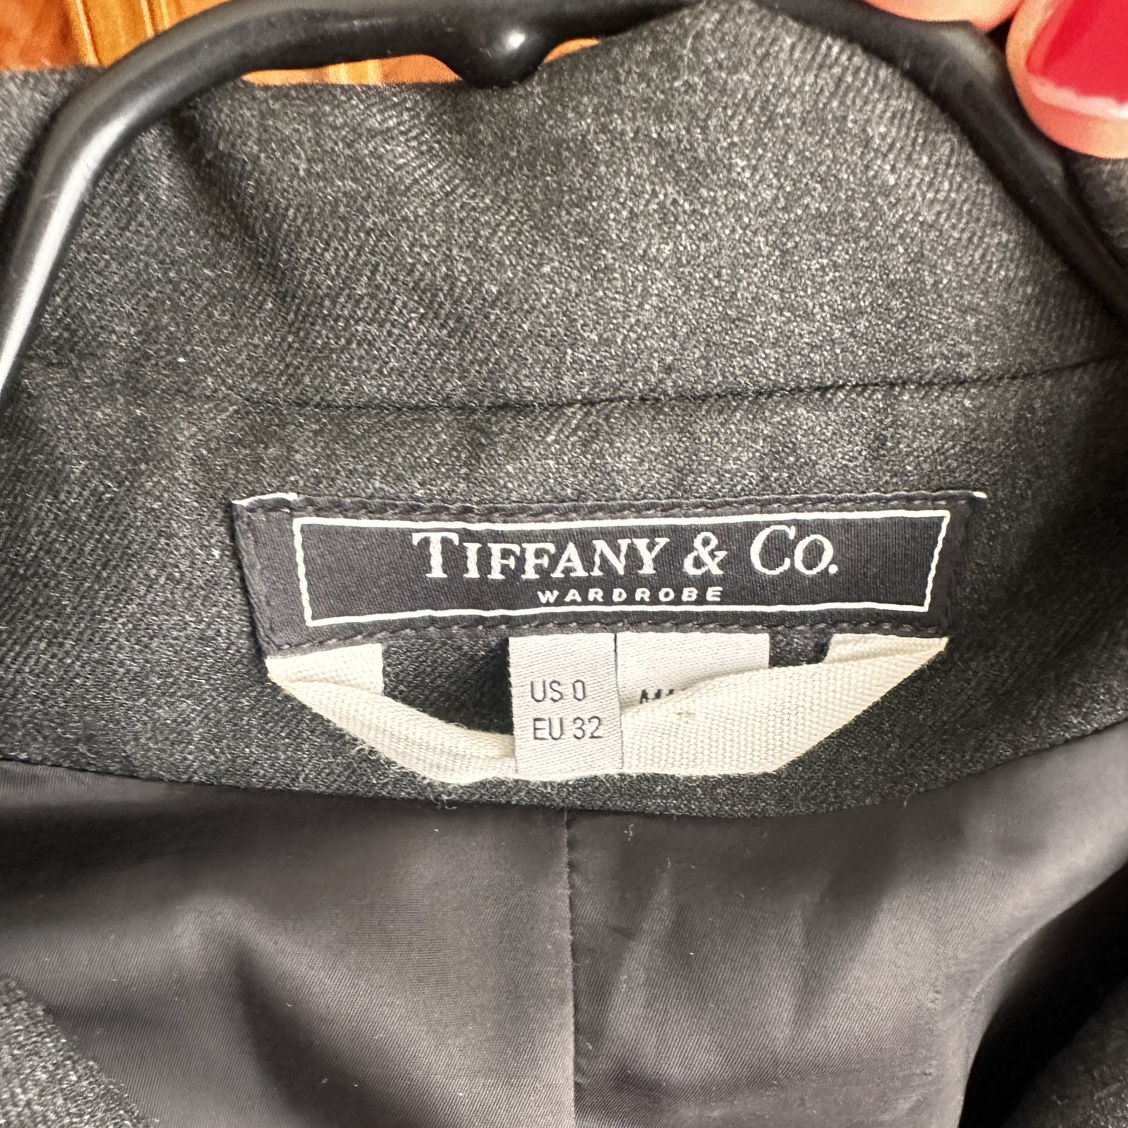 TIFFANY & CO.
WARDROBE
US 0
EU 32